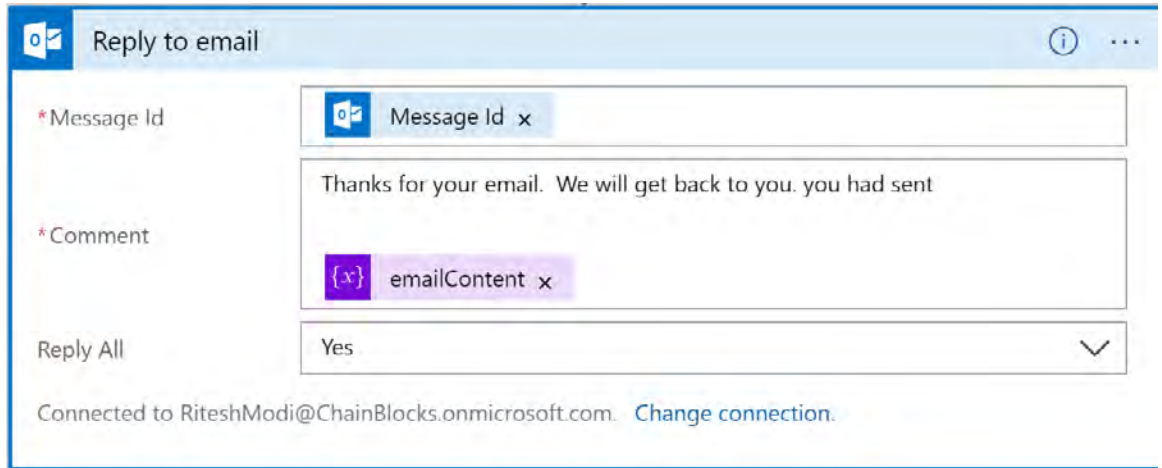 Reply to email
*Message Id
Message Id x
Thanks for your email. We will get back to you. you had sent
*Comment
{x} emailContent x
Reply All
Yes
Connected to RiteshModi@ChainBlocks.onmicrosoft.com. Change connection.